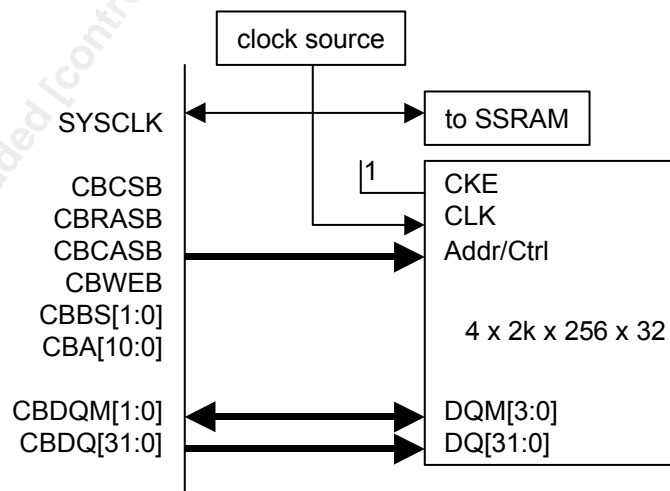 clock source
SYSCLK
to SSRAM
CBCSB
1
CKE
CBRASB
CLK
CBCASB
Addr/Ctrl
CBWEB
CBBS[1:0]
4 x 2k x 256 x 32
CBA[10:0]
CBDQM[1:0]
DQM[3:0]
CBDQ[31:0]
DQ[31:0]